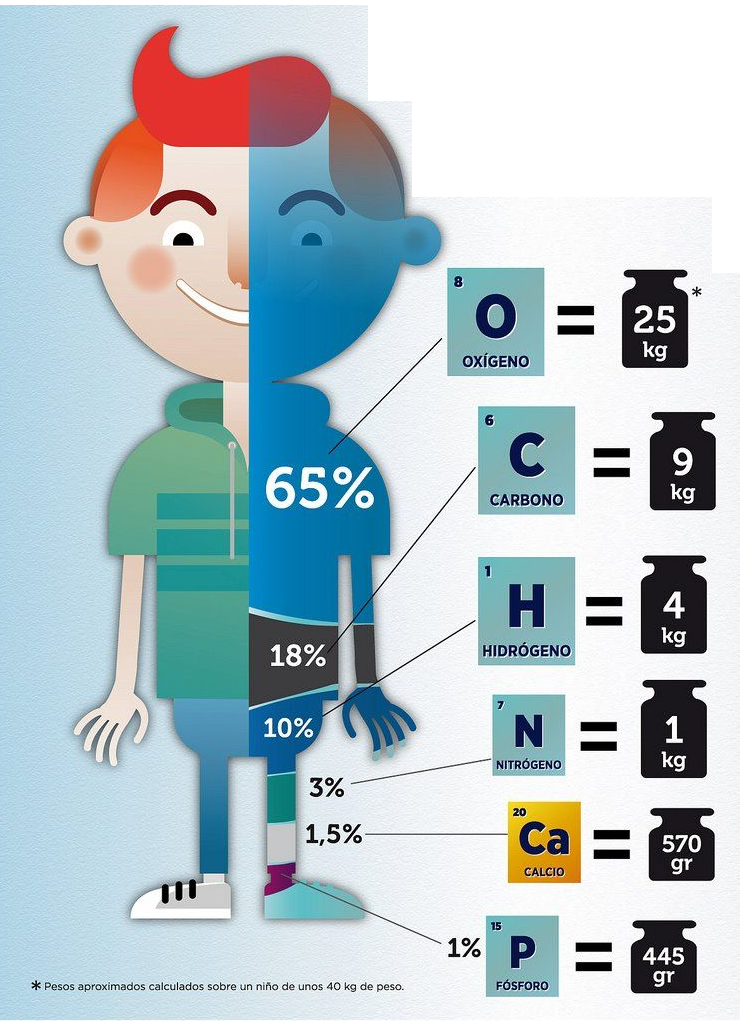 8
O
OXÍGENO
=
25
kg
*
65%
6
C
CARBONO
=
9
kg
18%
1
H
HIDRÓGENO
=
4
kg
10%
7
N
NITRÓGENO
=
1
kg
3%
20
Ca
CALCIO
=
570
gr
1,5%
1%
15
P
FÓSFORO
=
445
gr
* Pesos aproximados calculados sobre un niño de unos 40 kg de peso.